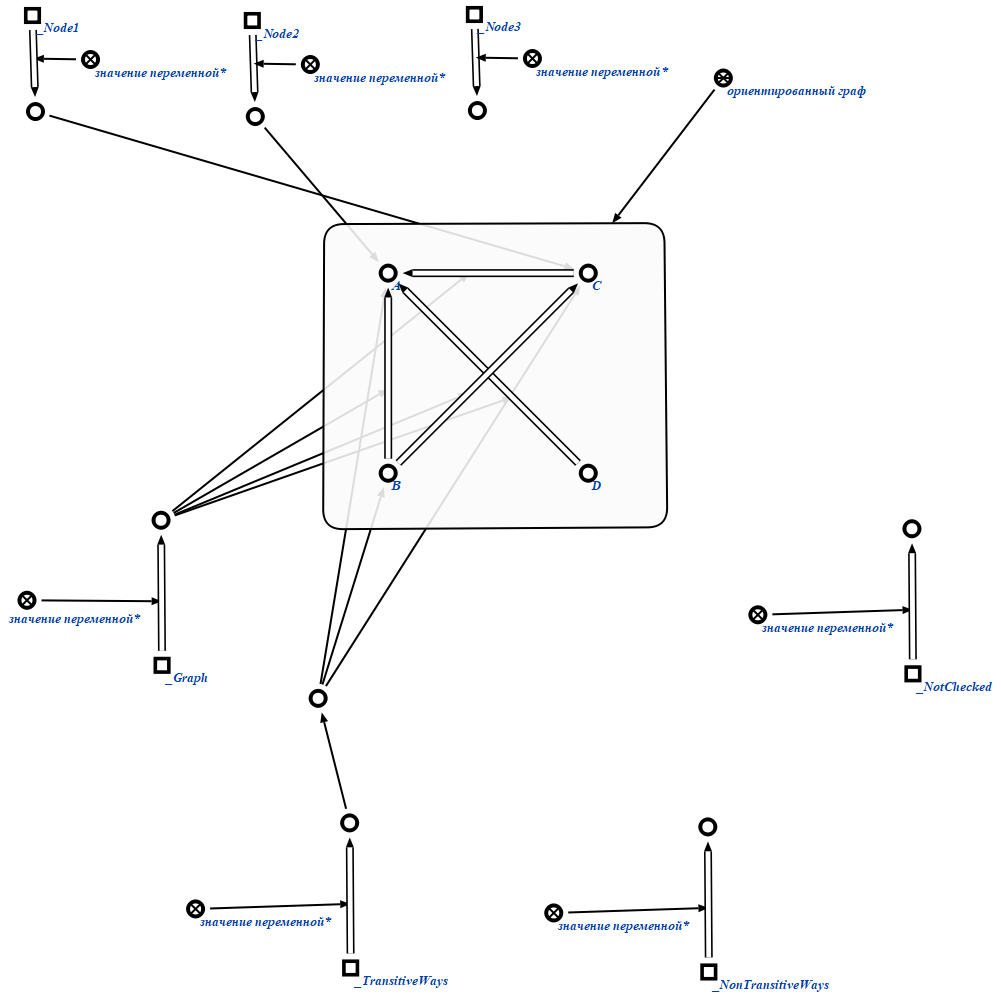 _Node1
_Node2
_Node3
значение переменной*
значение переменной*
значение переменной*
ориентированный граф
A
C
B
D
значение переменной*
_Graph
значение переменной*
_NotChecked
значение переменной*
_TransitiveWays
значение переменной*
_NonTransitiveWays